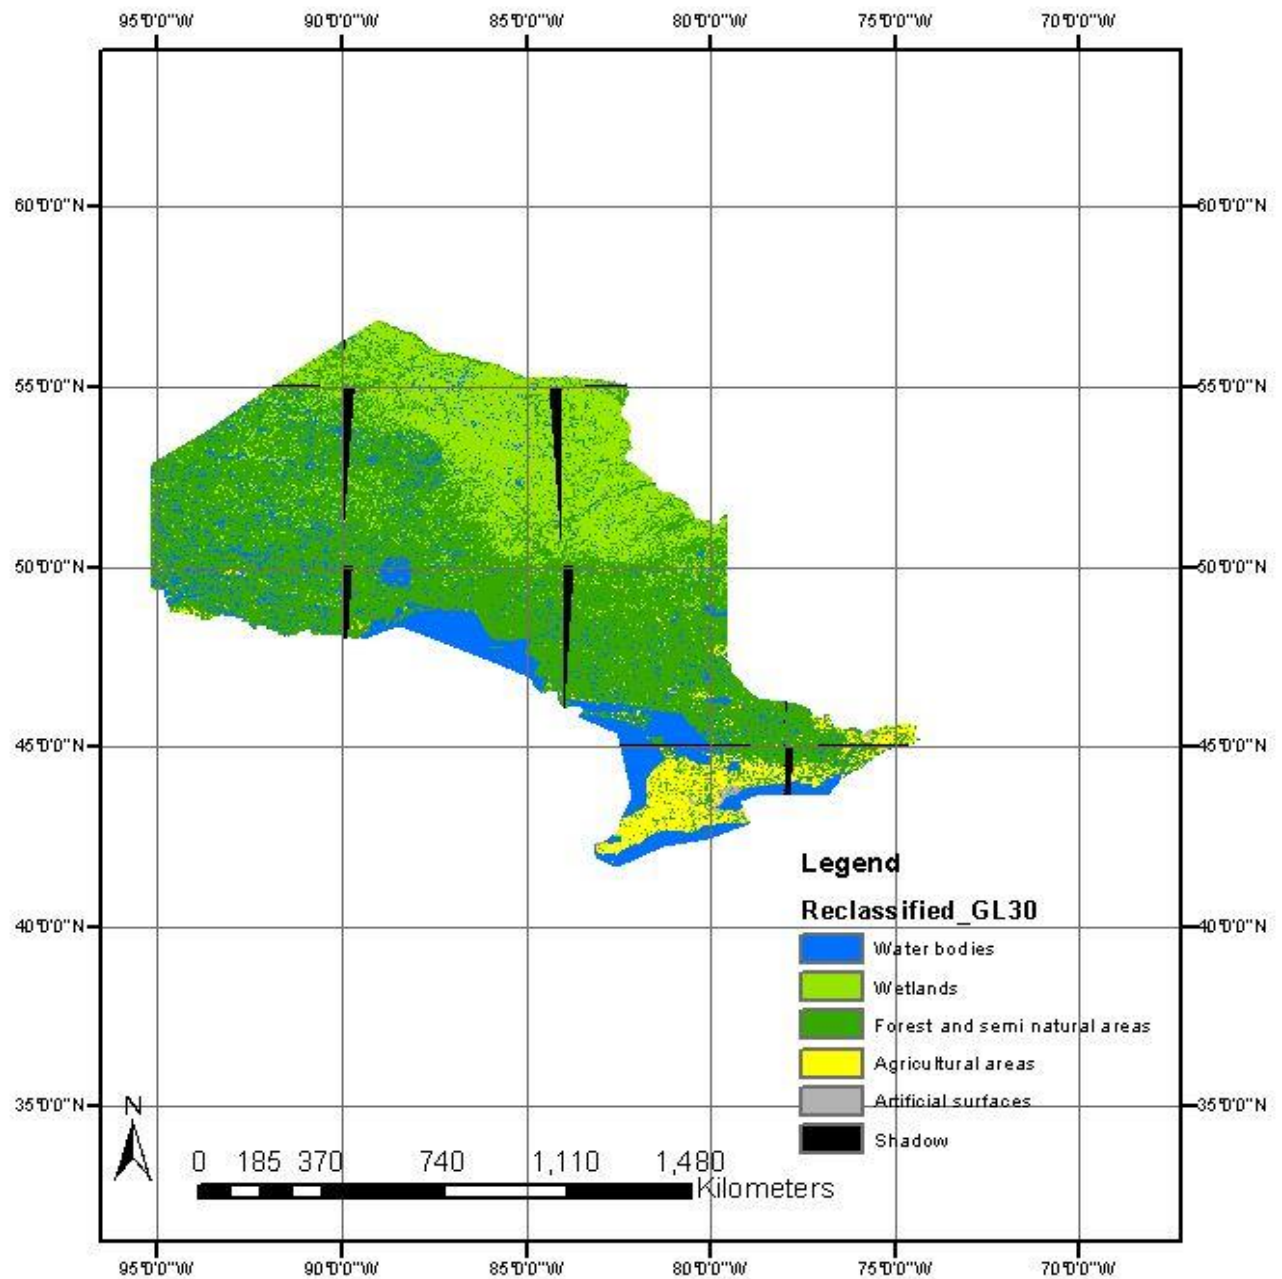 95°0'0"W 90°0'0"W 85°0'0"W 80°0'0"W 75°0'0"W 70°0'0"W
60°0'0"N 60°0'0"N
55°0'0"N 55°0'0"N
50°0'0"N 50°0'0"N
45°0'0"N 45°0'0"N
Legend
Reclassified_GL30
40°0'0"N 40°0'0"N
Water bodies
Wetlands
Forest and semi natural areas
Agricultural areas
Artificial surfaces
35°0'0"N 35°0'0"N
Shadow
N
0 185 370 740 1,110 1,480
Kilometers
95°0'0"W 90°0'0"W 85°0'0"W 80°0'0"W 75°0'0"W 70°0'0"W